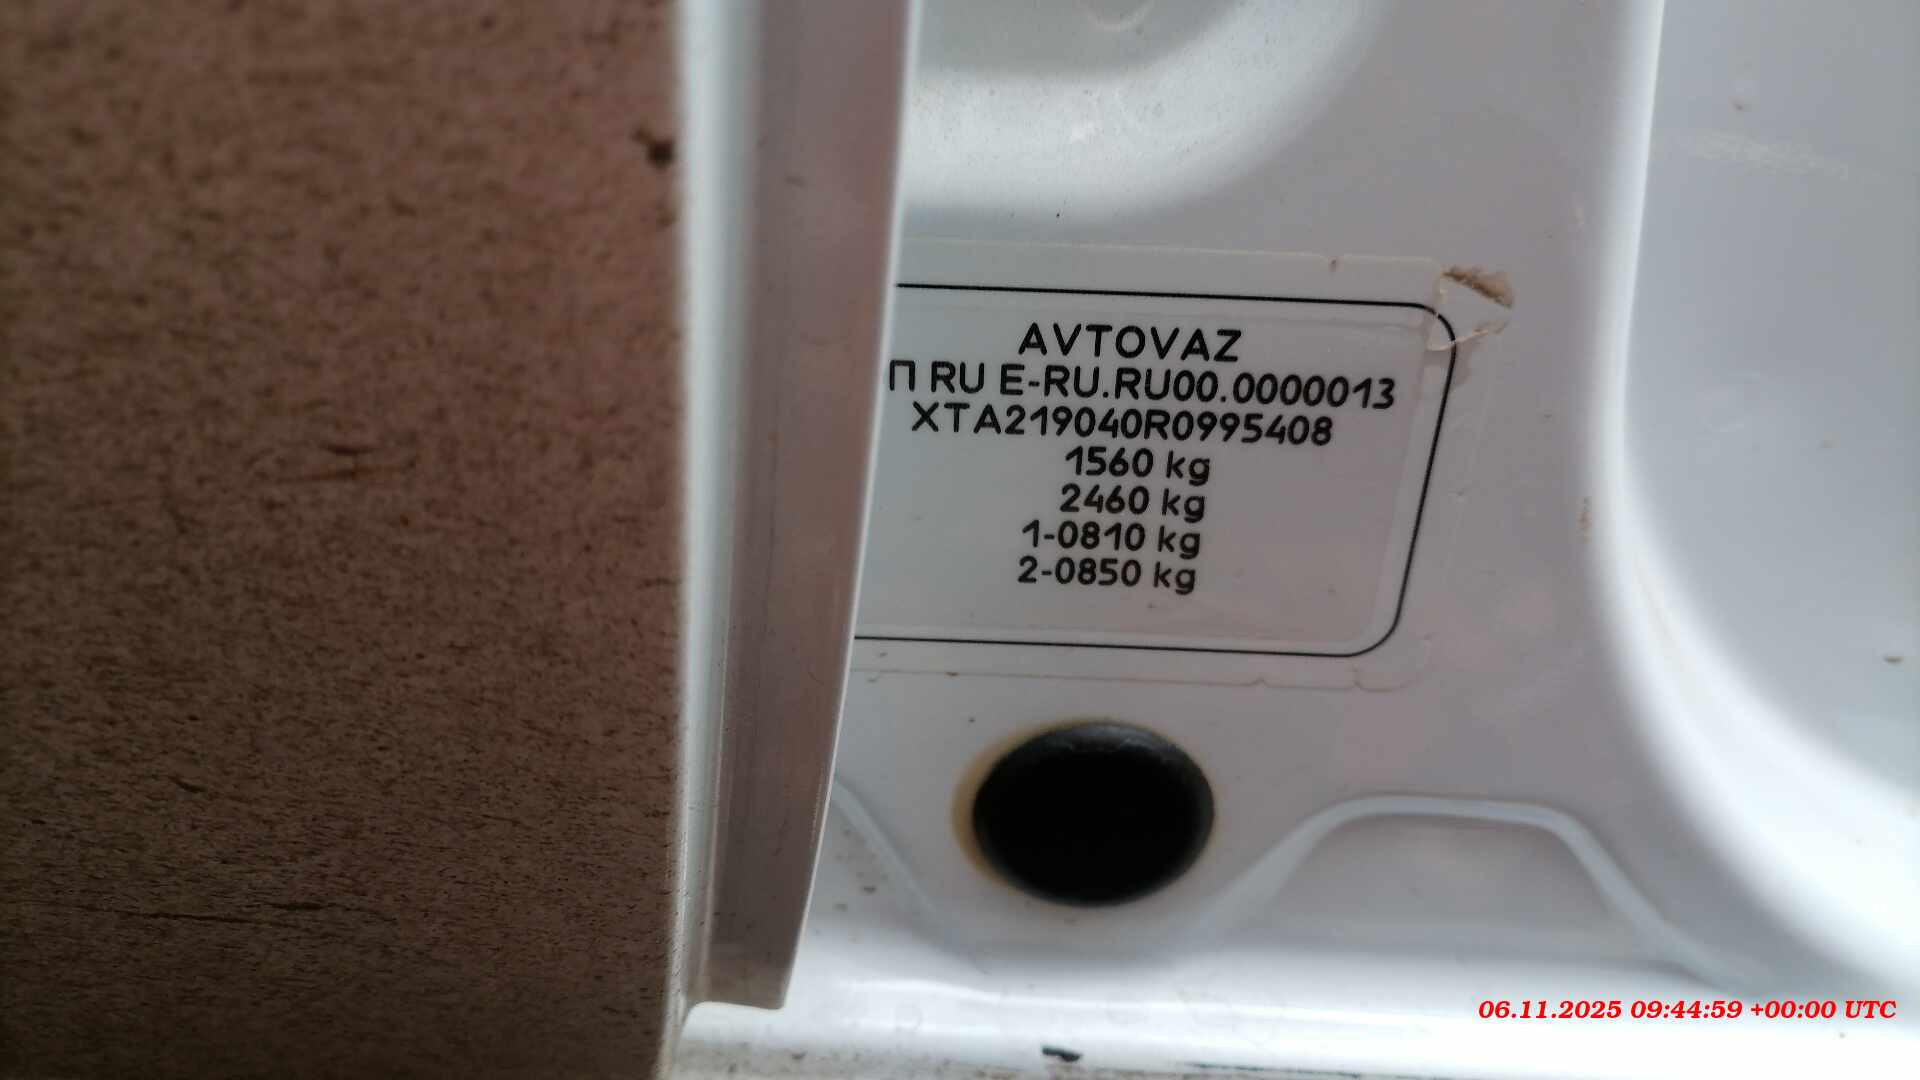 AVTOVAZ
П RU E-RU.RU00.0000013
XTA219040R0995408
1560 kg
2460 kg
1-0810 kg
2-0850 kg
06.11.2025 09:44:59 +00:00 UTC